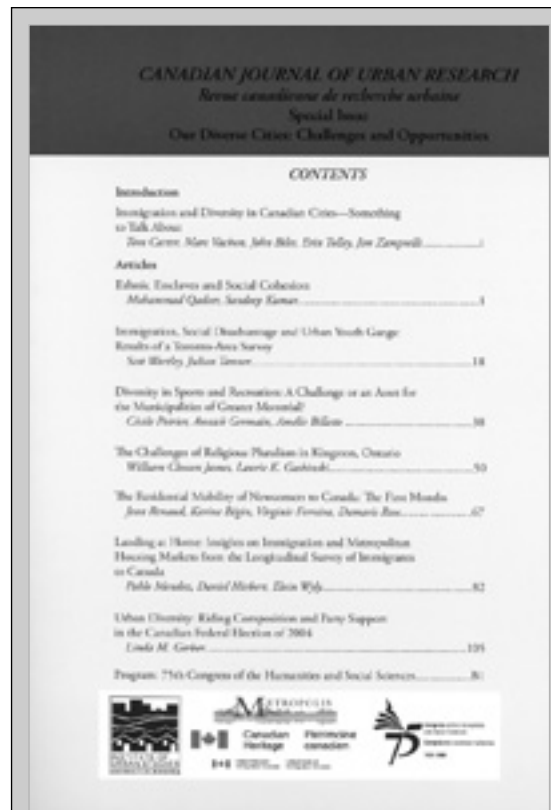 CANADIAN JOURNAL OF URBAN RESEARCH
Revue canadienne de recherche urbaine
Special Issue
Our Diverse Cities: Challenges and Opportunities
CONTENTS
Introduction
Immigration and Diversity in Canadian Cities—Something
to Talk About
Tom Carter, Marc Vachon, John Biles, Erin Tolley, Jim Zamprelli
1
Articles
Ethnic Enclaves and Social Cohesion
Mohammad Qadeer, Sandeep Kumar
Immigration, Social Disadvantage and Urban Youth Gangs:
Results of a Toronto-Area Survey
Scot Wortley, Julian Tanner
18
Diversity in Sports and Recreation: A Challenge or an Asset for
the Municipalities of Greater Montréal?
Cécile Poirier, Annick Germain, Amélie Billette
38
The Challenges of Religious Pluralism in Kingston, Ontario
William Closson James, Laurie K. Gashinski
50
The Residential Mobility of Newcomers to Canada: The First Months
Jean Renaud, Karine Bégin, Virginie Ferreira, Damaris Rose
67
Landing at Home: Insights on Immigration and Metropolitan
Housing Markets from the Longitudinal Survey of Immigrants
to Canada
Pablo Mendez, Daniel Hiebert, Elvin Wyly
82
Urban Diversity: Riding Composition and Party Support
in the Canadian Federal Election of 2004
Linda M. Gerber
105
Program: 75th Congress of the Humanities and Social Sciences
METROPOLIS
Canadian Patrimoine
Heritage canadien
INSTITUTE OF
URBAN STUDIES
75